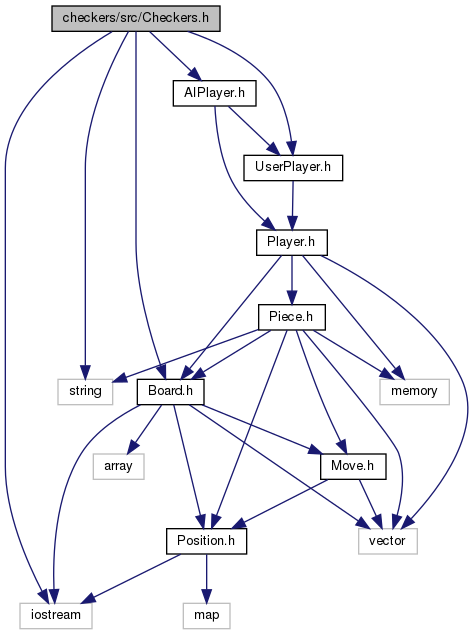 checkers/src/Checkers.h
AIPlayer.h
UserPlayer.h
Player.h
Piece.h
string
Board.h
memory
array
Move.h
Position.h
vector
iostream
map